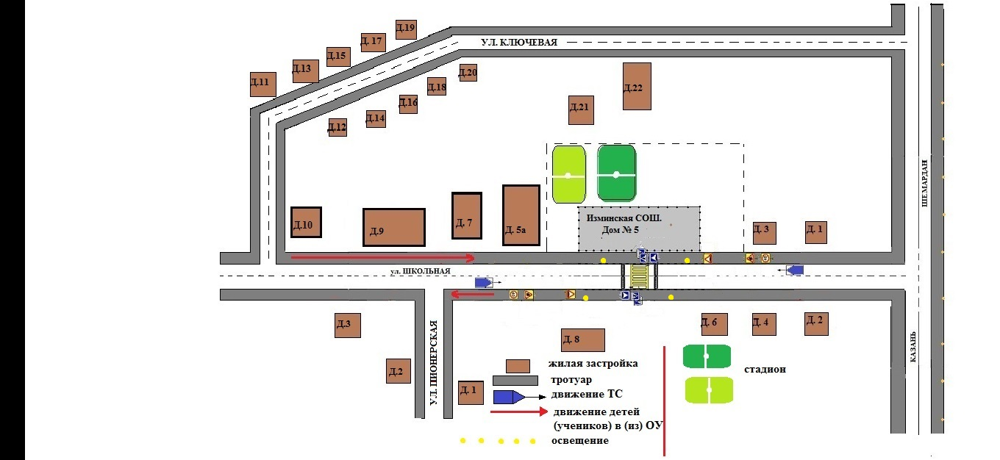 Д.19
Д. 17
Д.15
Д.13
Д.11
УЛ. КЛЮЧЕВАЯ
Д.20
Д.18
Д.16
Д.14
Д.12
Д.22
Д.21
ШЕМАРДАН
Д.10
Д.9
Д. 7
Д. 5а
Изминская СОШ.
Дом № 5
Д. 3
Д. 1
ул. ШКОЛЬНАЯ
Д.3
Д.2
УЛ. ПИОНЕРСКАЯ
Д. 1
Д. 8
Д. 6
Д. 4
Д. 2
КАЗАНЬ
жилая застройка
тротуар
движение ТС
движение детей
(учеников) в (из) ОУ
освещение
стадион